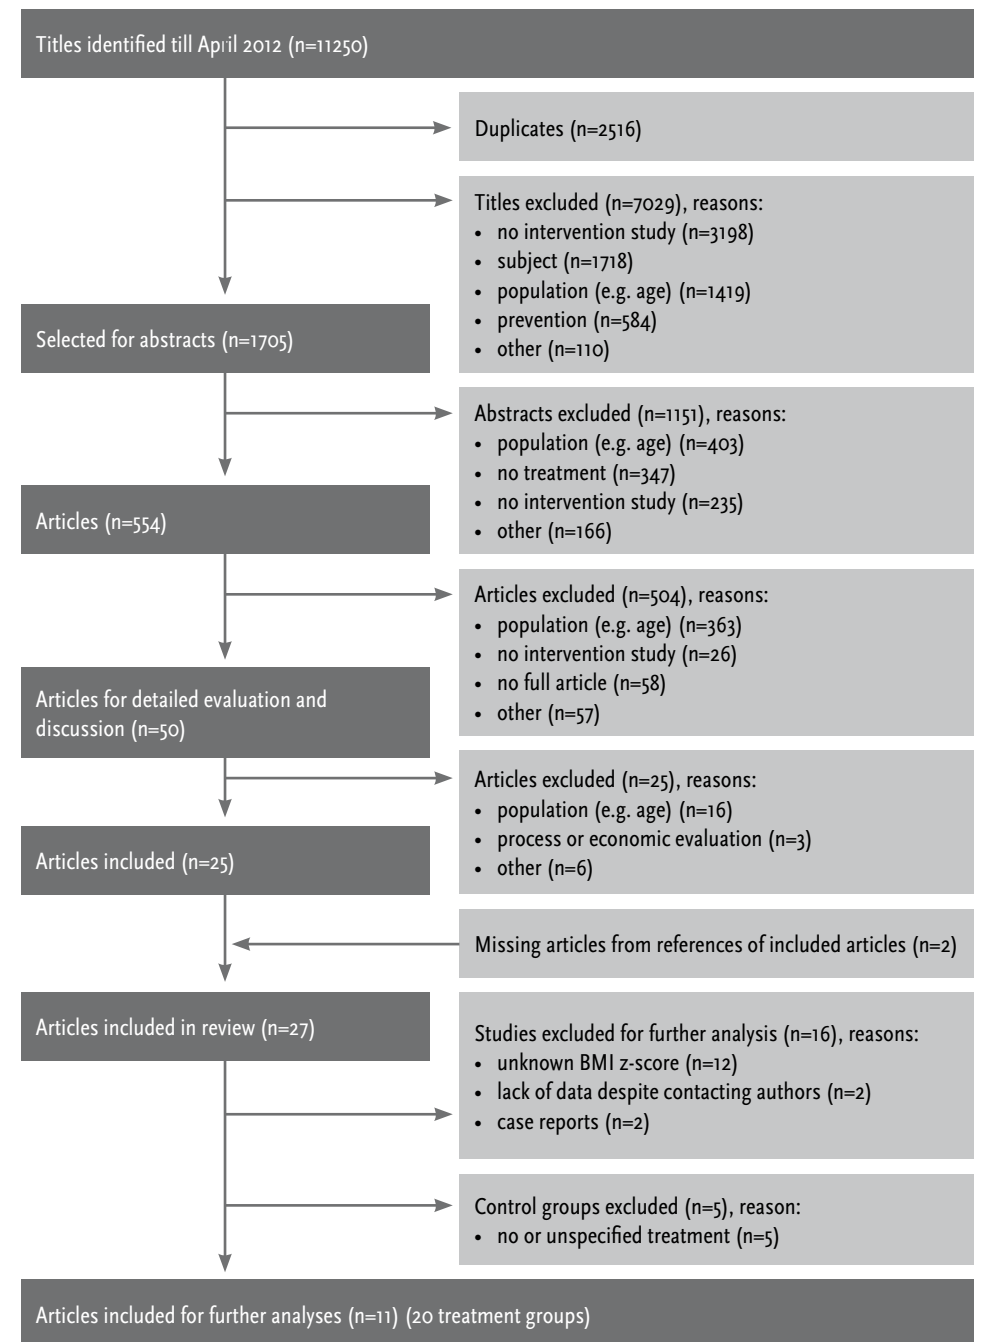 Titles identified till April 2012 (n=11250)
Duplicates (n=2516)
Titles excluded (n=7029), reasons:
• no intervention study (n=3198)
• subject (n=1718)
• population (e.g. age) (n=1419)
• prevention (n=584)
• other (n=110)
Selected for abstracts (n=1705)
Abstracts excluded (n=1151), reasons:
• population (e.g. age) (n=403)
• no treatment (n=347)
• no intervention study (n=235)
• other (n=166)
Articles (n=554)
Articles excluded (n=504), reasons:
• population (e.g. age) (n=363)
• no intervention study (n=26)
• no full article (n=58)
• other (n=57)
Articles for detailed evaluation and
discussion (n=50)
Articles excluded (n=25), reasons:
• population (e.g. age) (n=16)
• process or economic evaluation (n=3)
• other (n=6)
Articles included (n=25)
Missing articles from references of included articles (n=2)
Articles included in review (n=27)
Studies excluded for further analysis (n=16), reasons:
• unknown BMI z-score (n=12)
• lack of data despite contacting authors (n=2)
• case reports (n=2)
Control groups excluded (n=5), reason:
• no or unspecified treatment (n=5)
Articles included for further analyses (n=11) (20 treatment groups)